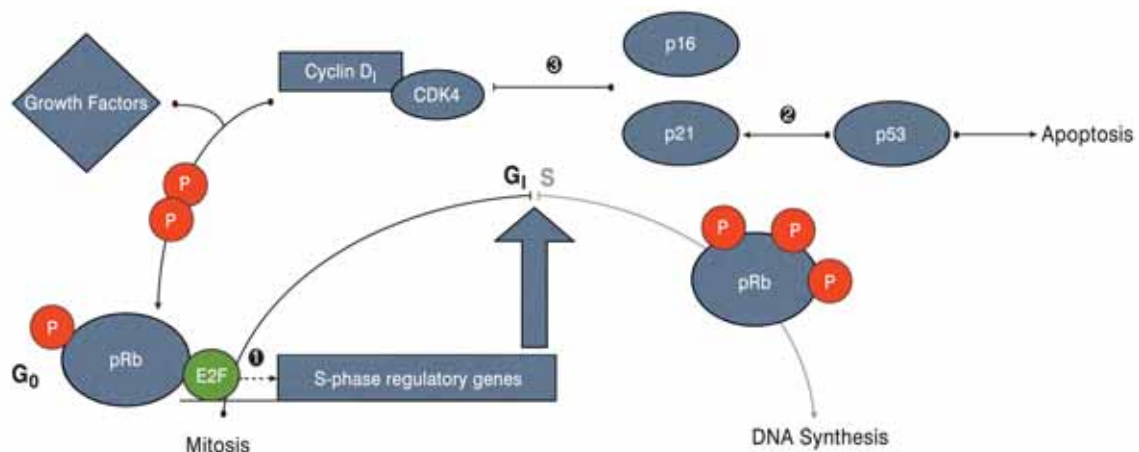 p16
Cyclin D₁
❸
Growth Factors
CDK4
p21
❷
p53
Apoptosis
P
P
G₁ S
P
P
P
pRb
P
pRb
G₀
E2F
❶
S-phase regulatory genes
Mitosis
DNA Synthesis